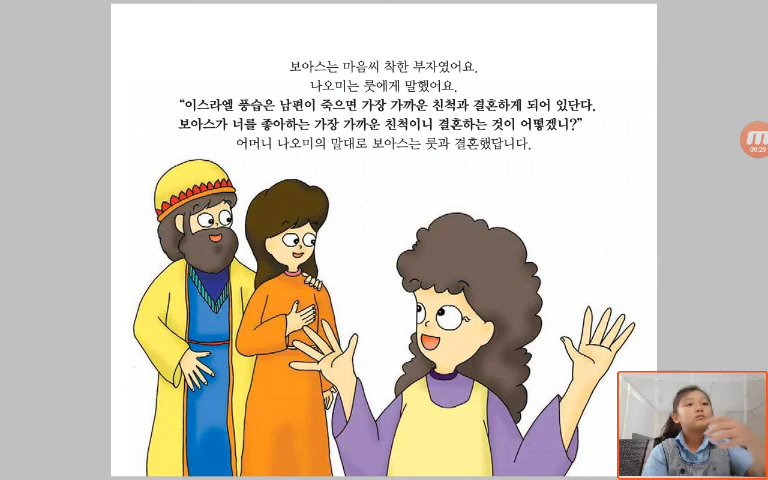 보아스는 마음씨 착한 부자였어요.
나오미는 룻에게 말했어요.
“이스라엘 풍습은 남편이 죽으면 가장 가까운 친척과 결혼하게 되어 있단다.
보아스가 너를 좋아하는 가장 가까운 친척이니 결혼하는 것이 어떻겠니?”
어머니 나오미의 말대로 보아스는 룻과 결혼했답니다.
09:29